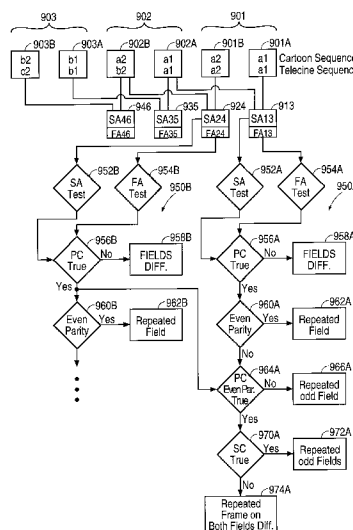 903 902 901
903B 903A 902B 902A 901B 901A
b2 b1 a2 a1 a2 a1 Cartoon Sequence
c2 b1 b2 a1 a2 a1 Telecine Sequence
946 935 924 913
SA46 SA35 SA24 SA13
FA46 FA35 FA24 FA13
952B 954B 952A 954A
SA Test FA Test SA Test FA Test
950B 950A
956B 958B 956A 958A
PC True No FIELDS DIFF. PC True No FIELDS DIFF.
Yes Yes
960B 962B 960A 962A
Even Parity Yes Repeated Field Even Parity Yes Repeated Field
No
964A 966A
PC Even Par. True No Repeated odd Field
Yes
970A 972A
SC True Yes Repeated odd Fields
No 974A
Repeated Frame on Both Fields Diff.